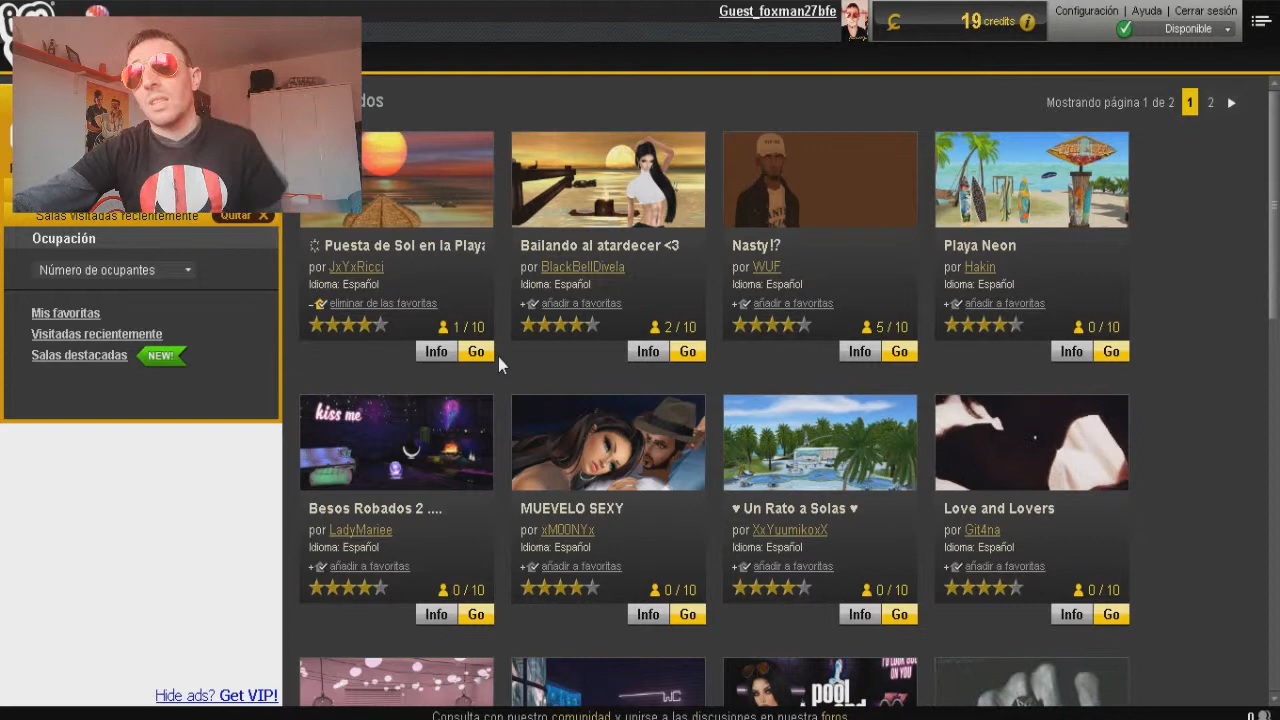 Guest_foxman27bfe
19 credits
Configuración | Ayuda | Cerrar sesión
Disponible
dos
Mostrando página 1 de 2 1 2
Salas visitadas recientemente
Quitar X
Ocupación
Número de ocupantes
Mis favoritas
Visitadas recientemente
Salas destacadas NEW!
Puesta de Sol en la Playa
por JxYxRicci
Idioma: Español
eliminar de las favoritas
1 / 10
Info Go
Bailando al atardecer <3
por BlackBellDivela
Idioma: Español
añadir a favoritas
2 / 10
Info Go
Nasty!?
por WUF
Idioma: Español
añadir a favoritas
5 / 10
Info Go
Playa Neon
por Hakin
Idioma: Español
añadir a favoritas
0 / 10
Info Go
kiss me
Besos Robados 2 ....
por LadyMariee
Idioma: Español
añadir a favoritas
0 / 10
Info Go
MUEVELO SEXY
por xM00NYx
Idioma: Español
añadir a favoritas
0 / 10
Info Go
♥ Un Rato a Solas ♥
por XxYuumikoxX
Idioma: Español
añadir a favoritas
0 / 10
Info Go
Love and Lovers
por Git4na
Idioma: Español
añadir a favoritas
0 / 10
Info Go
WC
I'D LOOK GOOD
ON YOU
pool
Hide ads? Get VIP!
Consulta con nuestro comunidad y unirse a las discusiones en nuestra foros.
0